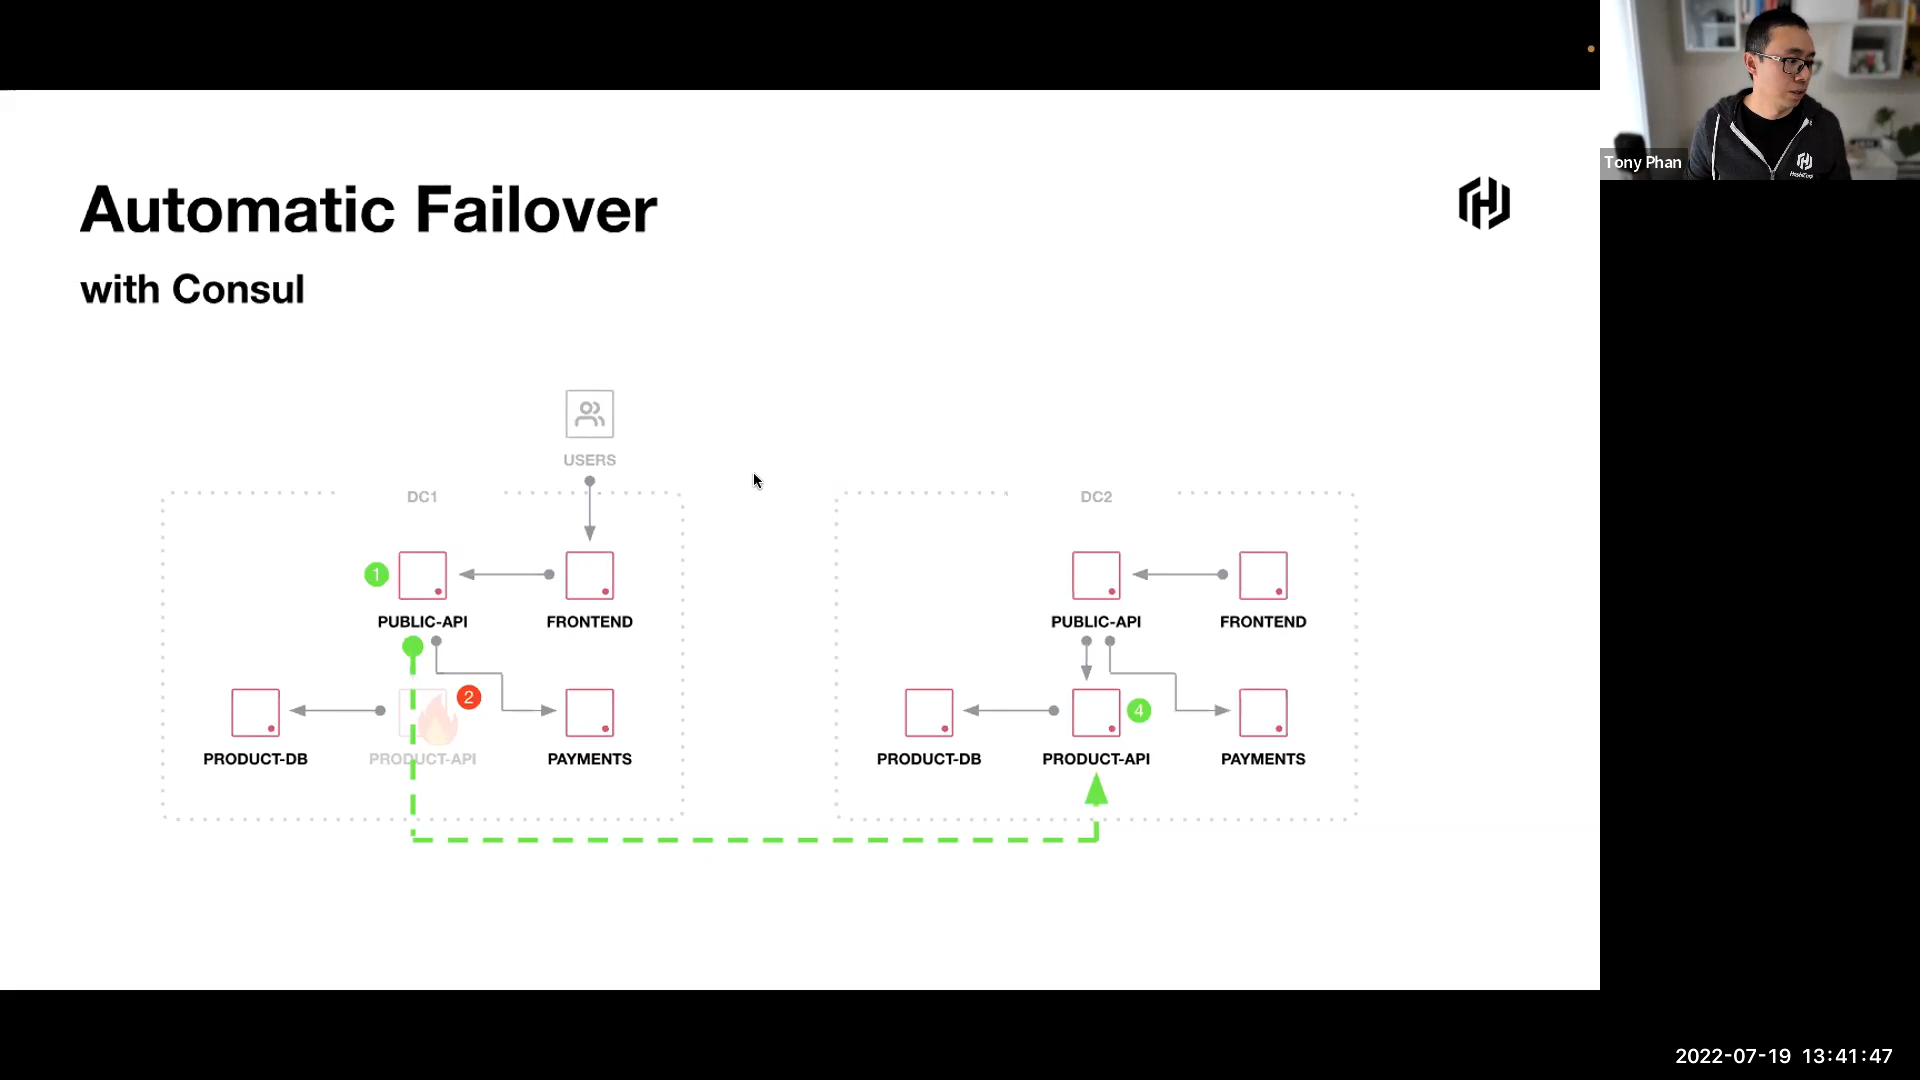 Tony Phan
Automatic Failover
with Consul
USERS
DC1
DC2
1
PUBLIC-API
FRONTEND
PUBLIC-API
FRONTEND
2
4
PRODUCT-DB
PRODUCT-API
PAYMENTS
PRODUCT-DB
PRODUCT-API
PAYMENTS
2022-07-19 13:41:47